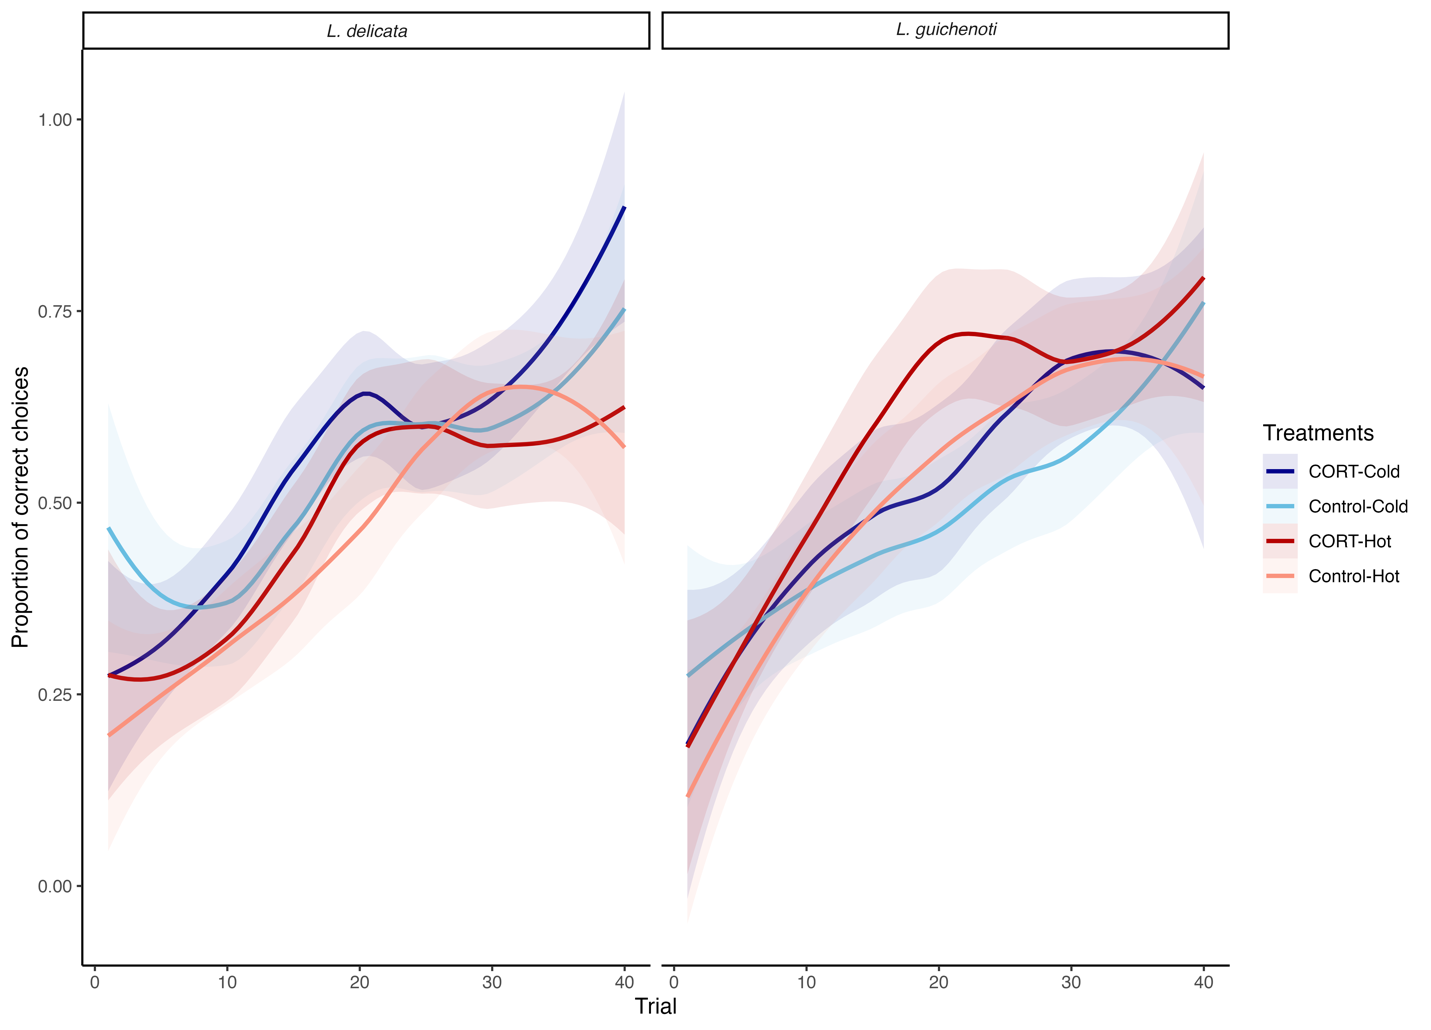 L. delicata
L. guichenoti
Proportion of correct choices
1.00
0.75
0.50
0.25
0.00
0 10 20 30 40
0 10 20 30 40
Trial
Treatments
CORT-Cold
Control-Cold
CORT-Hot
Control-Hot